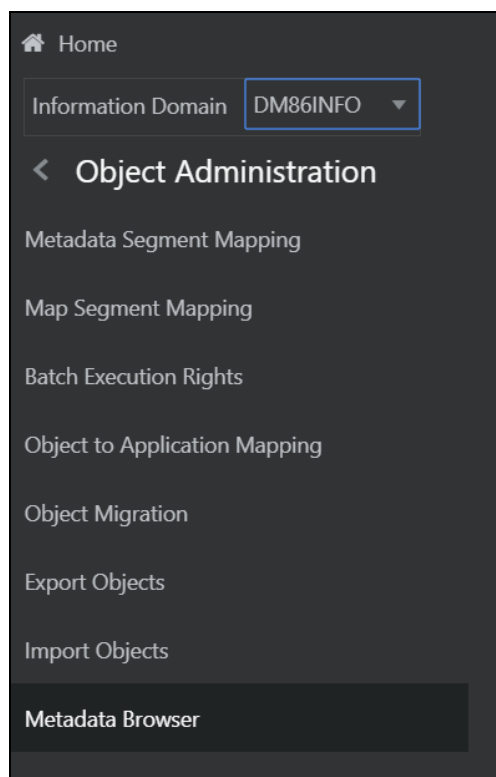 Home
Information Domain DM86INFO
Object Administration
Metadata Segment Mapping
Map Segment Mapping
Batch Execution Rights
Object to Application Mapping
Object Migration
Export Objects
Import Objects
Metadata Browser